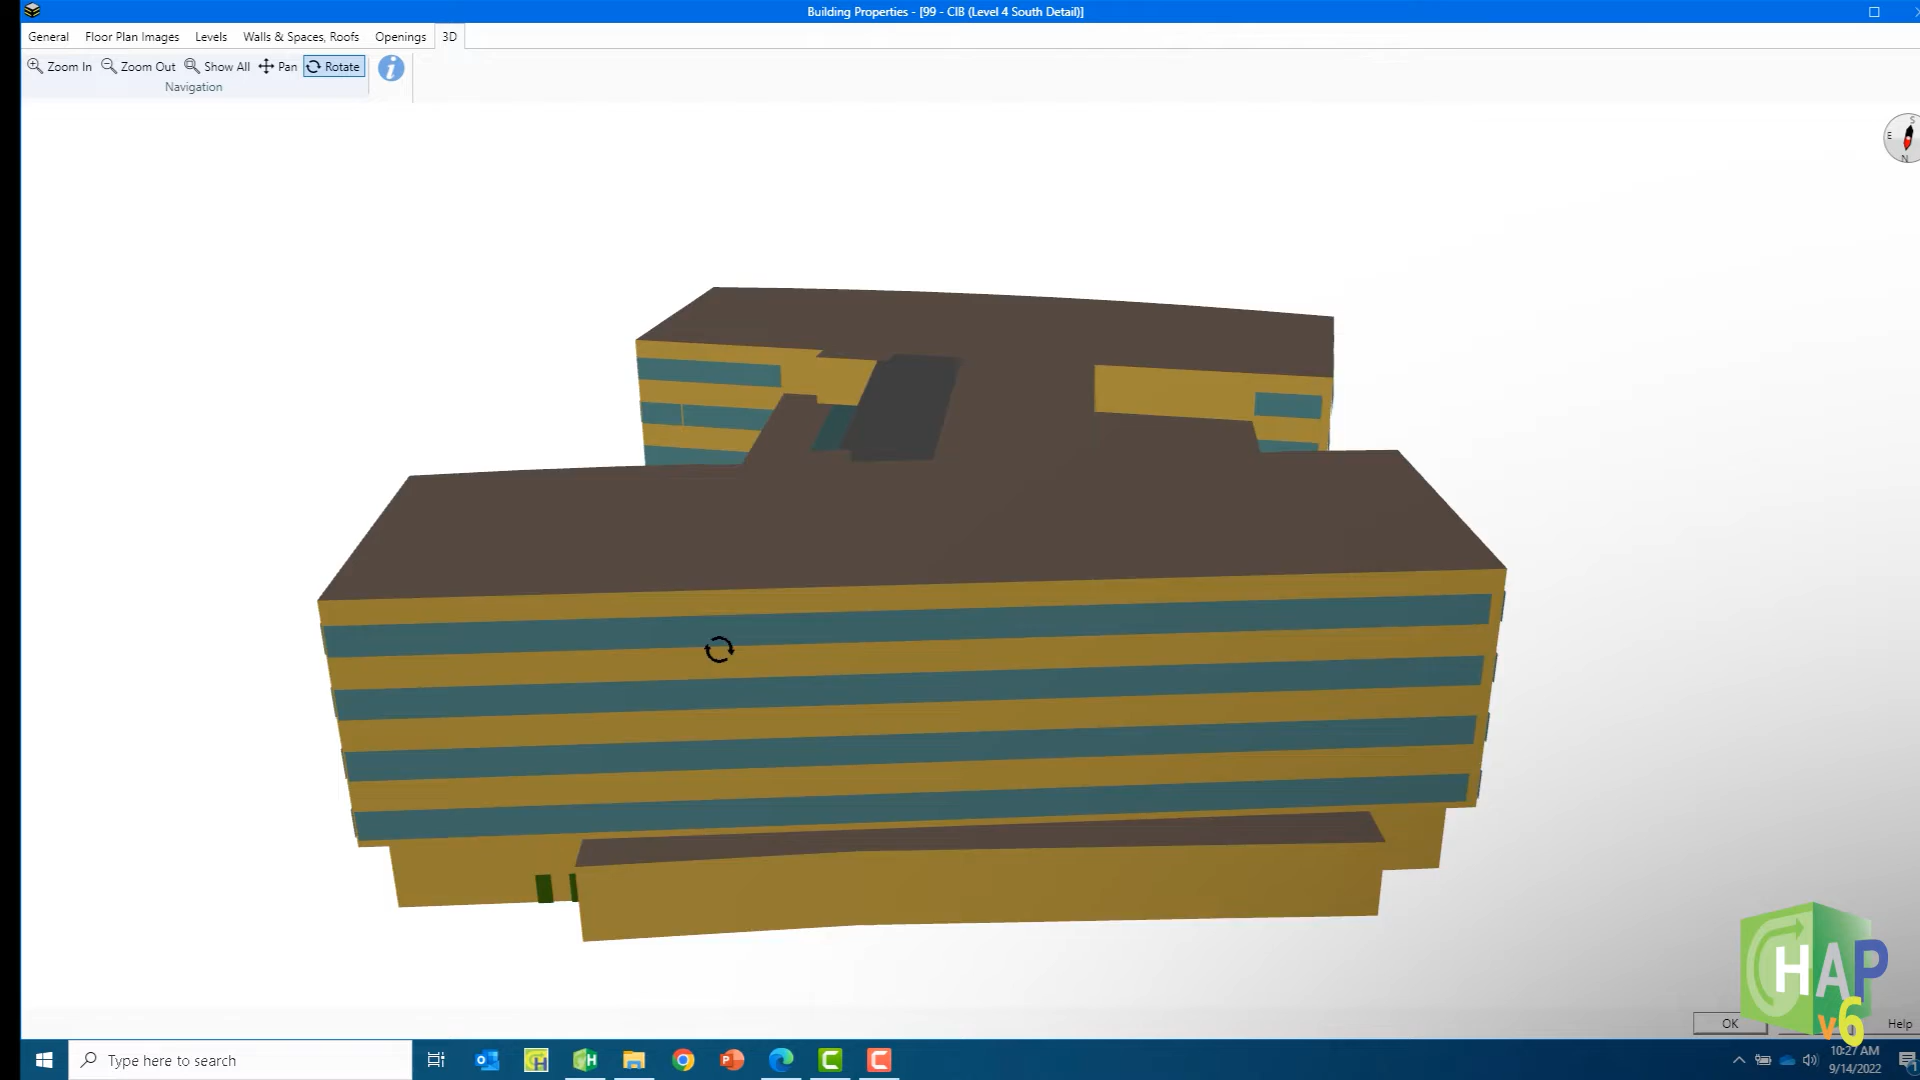 Building Properties - [99 - CIB (Level 4 South Detail)]
General Floor Plan Images Levels Walls & Spaces, Roofs Openings 3D
Zoom In Zoom Out Show All Pan Rotate i
Navigation
S
E
N
HAP
v6
OK Help
Type here to search
10:27 AM
9/14/2022